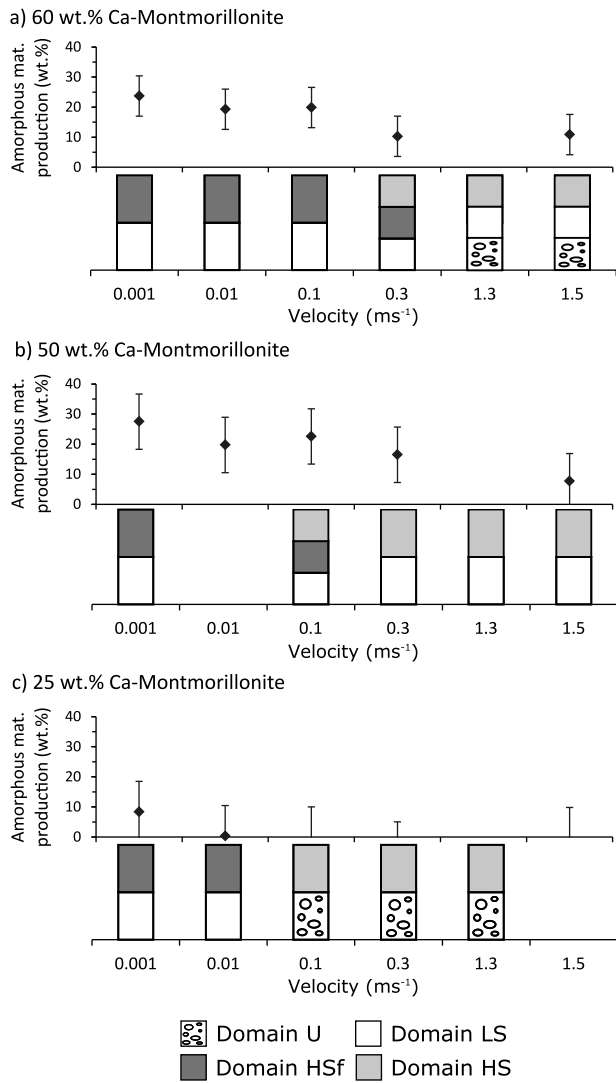 a) 60 wt.% Ca-Montmorillonite
Amorphous mat.
production (wt.%)
40
30
20
10
0
0.001 0.01 0.1 0.3 1.3 1.5
Velocity (ms⁻¹)
b) 50 wt.% Ca-Montmorillonite
Amorphous mat.
production (wt.%)
40
30
20
10
0
0.001 0.01 0.1 0.3 1.3 1.5
Velocity (ms⁻¹)
c) 25 wt.% Ca-Montmorillonite
Amorphous mat.
production (wt.%)
40
30
20
10
0
0.001 0.01 0.1 0.3 1.3 1.5
Velocity (ms⁻¹)
Domain U Domain LS
Domain HSf Domain HS